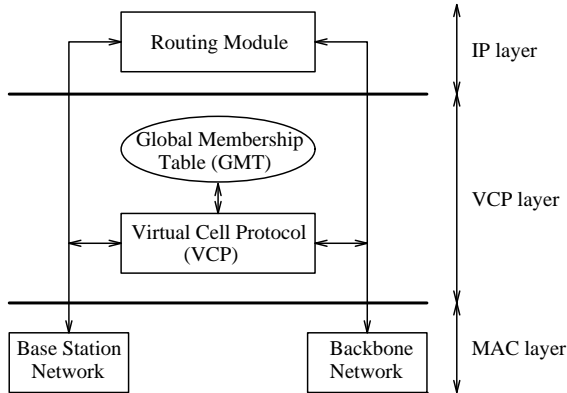 Routing Module
IP layer
Global Membership
Table (GMT)
VCP layer
Virtual Cell Protocol
(VCP)
Base Station
Network
Backbone
Network
MAC layer